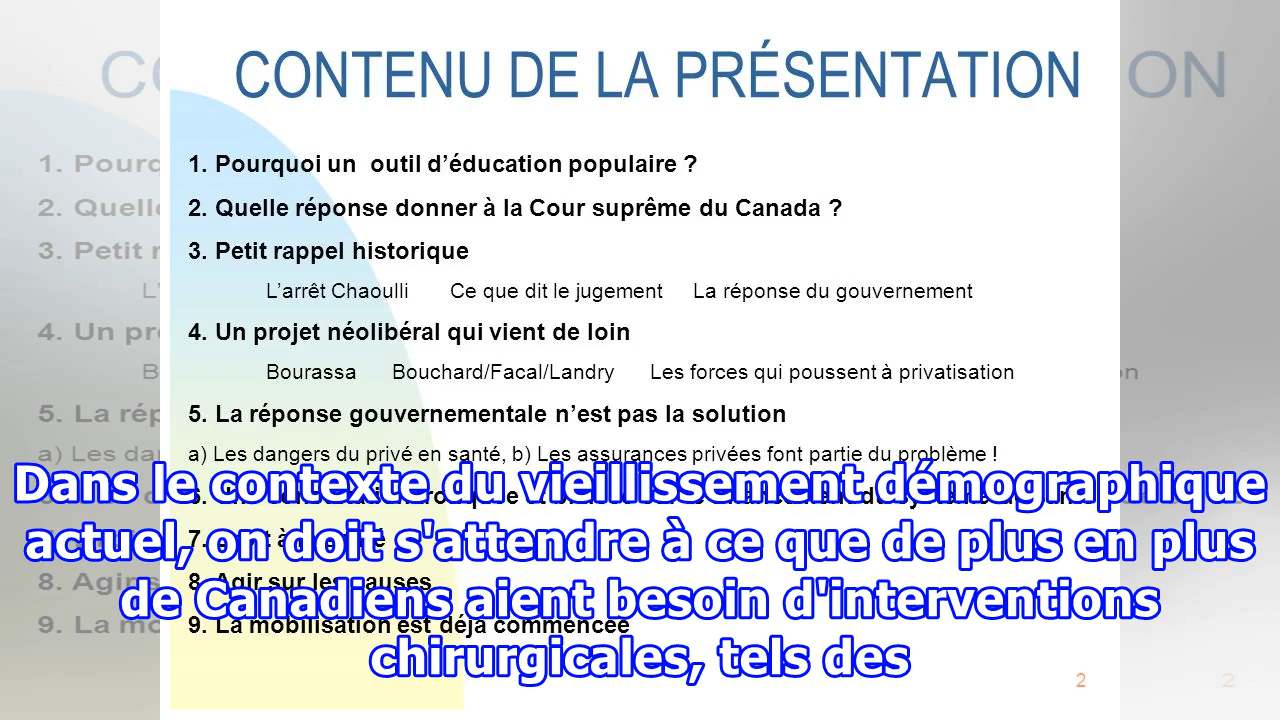 CONTENU DE LA PRÉSENTATION
1. Pourquoi un outil d’éducation populaire ?
2. Quelle réponse donner à la Cour suprême du Canada ?
3. Petit rappel historique
L’arrêt Chaoulli Ce que dit le jugement La réponse du gouvernement
4. Un projet néolibéral qui vient de loin
Bourassa Bouchard/Facal/Landry Les forces qui poussent à privatisation
5. La réponse gouvernementale n’est pas la solution
a) Les dangers du privé en santé, b) Les assurances privées font partie du problème !
Dans le contexte du vieillissement démographique
actuel, on doit s'attendre à ce que de plus en plus
de Canadiens aient besoin d'interventions
chirurgicales, tels des
7.
8. Agir sur les causes
9. La mobilisation est déjà commencée
2